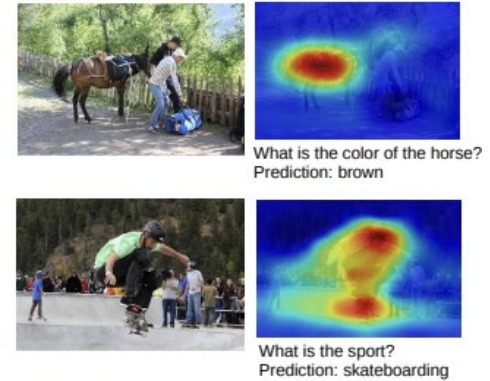 What is the color of the horse?
Prediction: brown
What is the sport?
Prediction: skateboarding